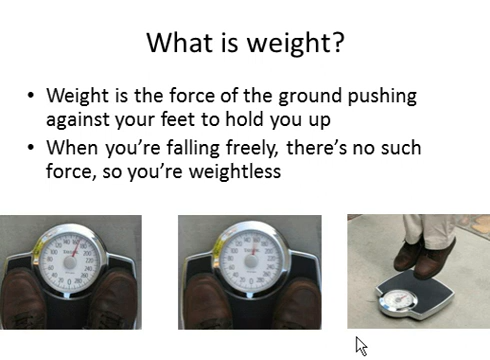 What is weight?
• Weight is the force of the ground pushing
against your feet to hold you up
• When you’re falling freely, there’s no such
force, so you’re weightless